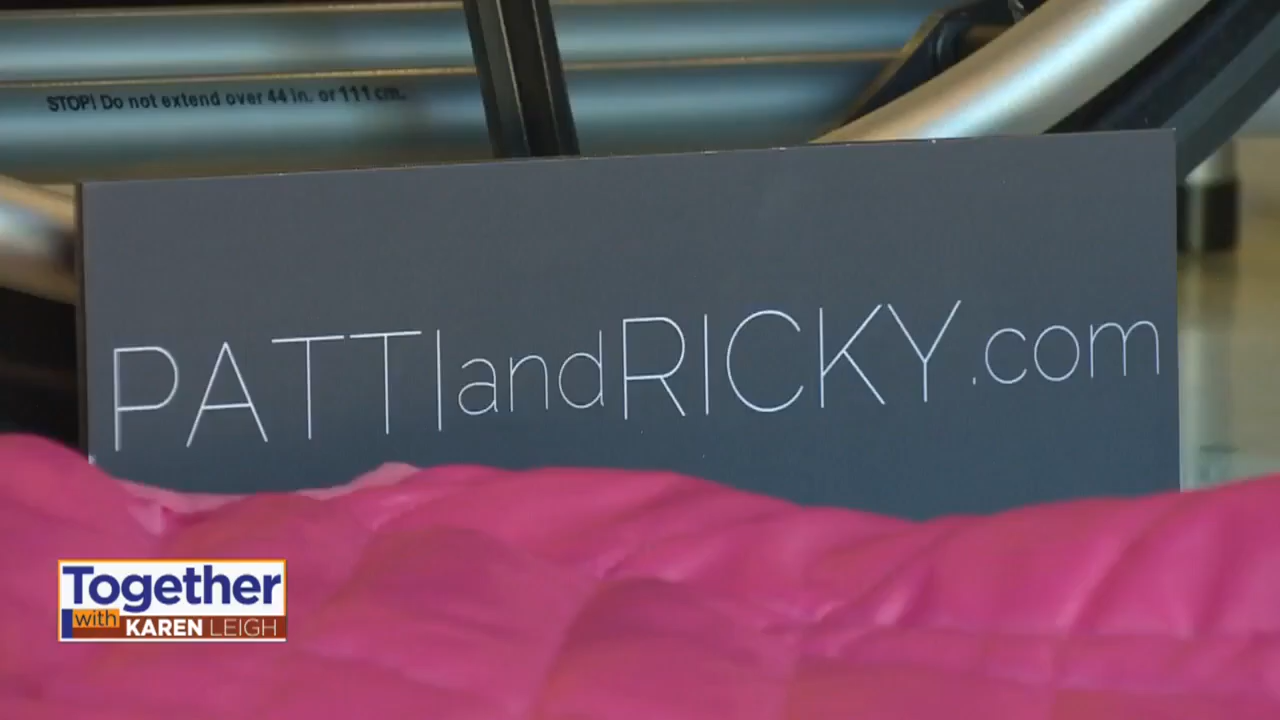 STOP! Do not extend over 44 in. or 111 cm.
PATTIandRICKY.com
Together
with KAREN LEIGH